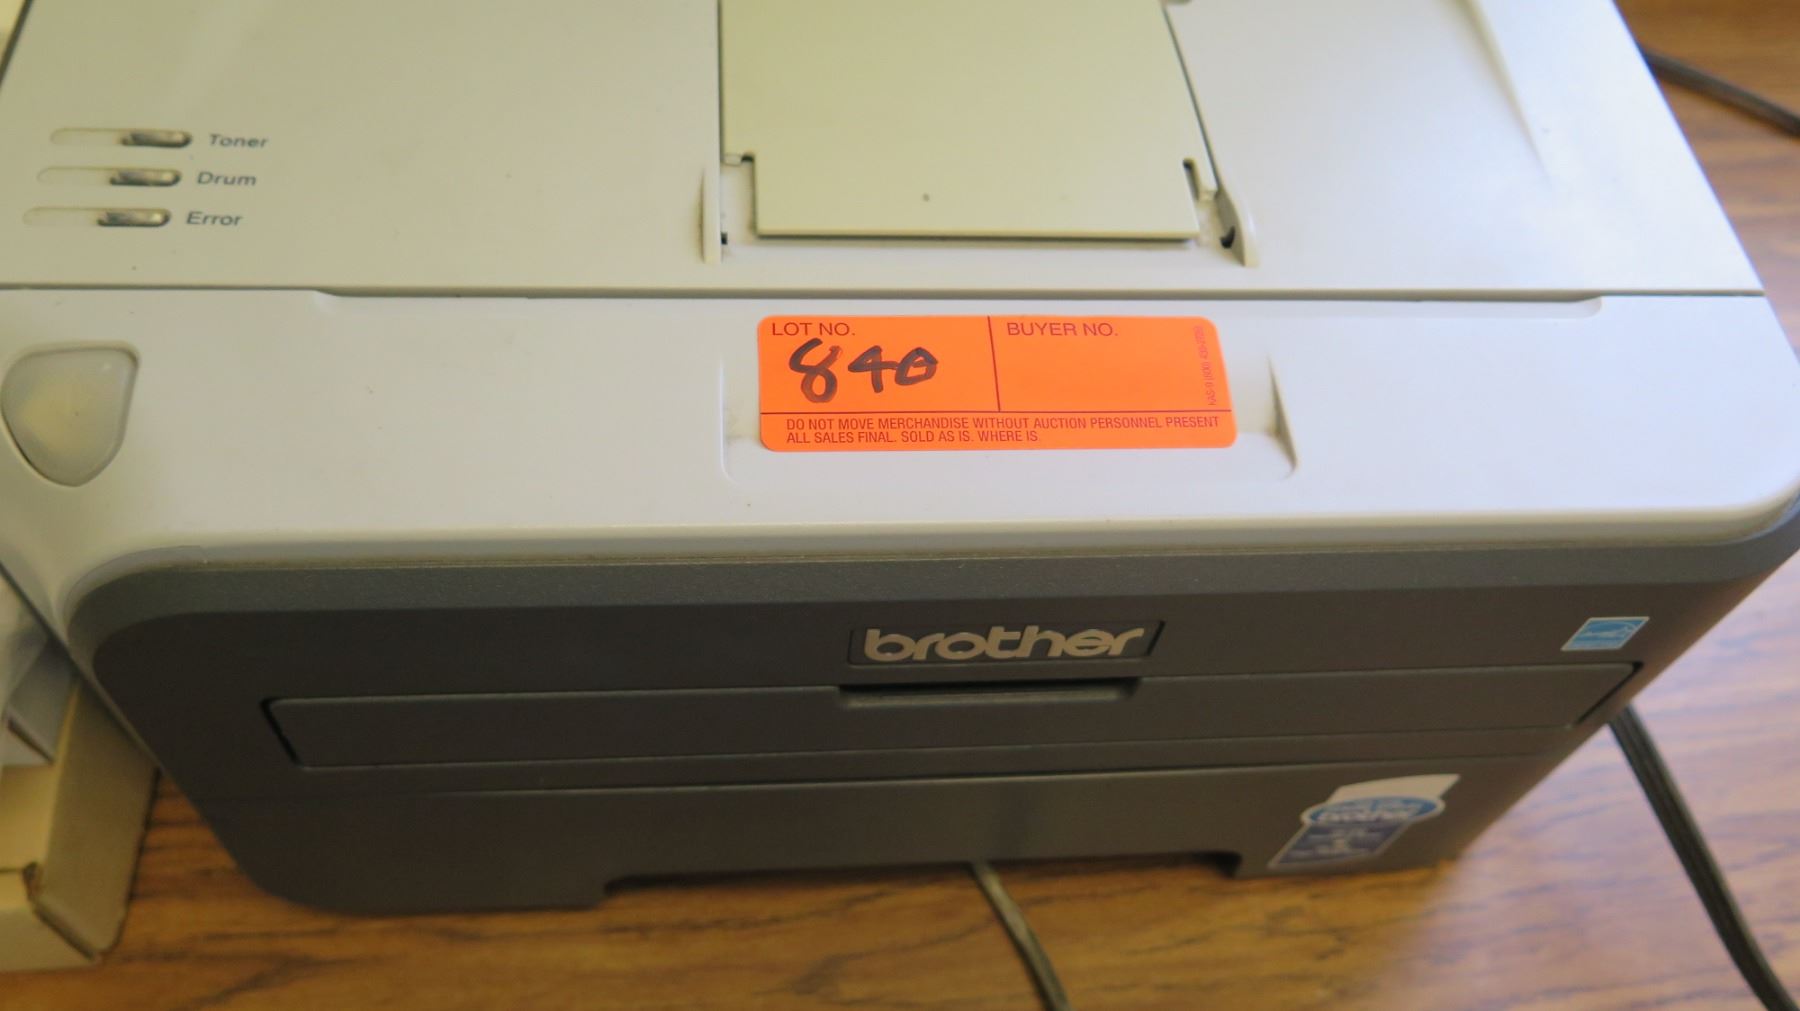 Toner
Drum
Error
LOT NO.
BUYER NO.
840
DO NOT MOVE MERCHANDISE WITHOUT AUCTION PERSONNEL PRESENT
ALL SALES FINAL. SOLD AS IS. WHERE IS.
brother
brother